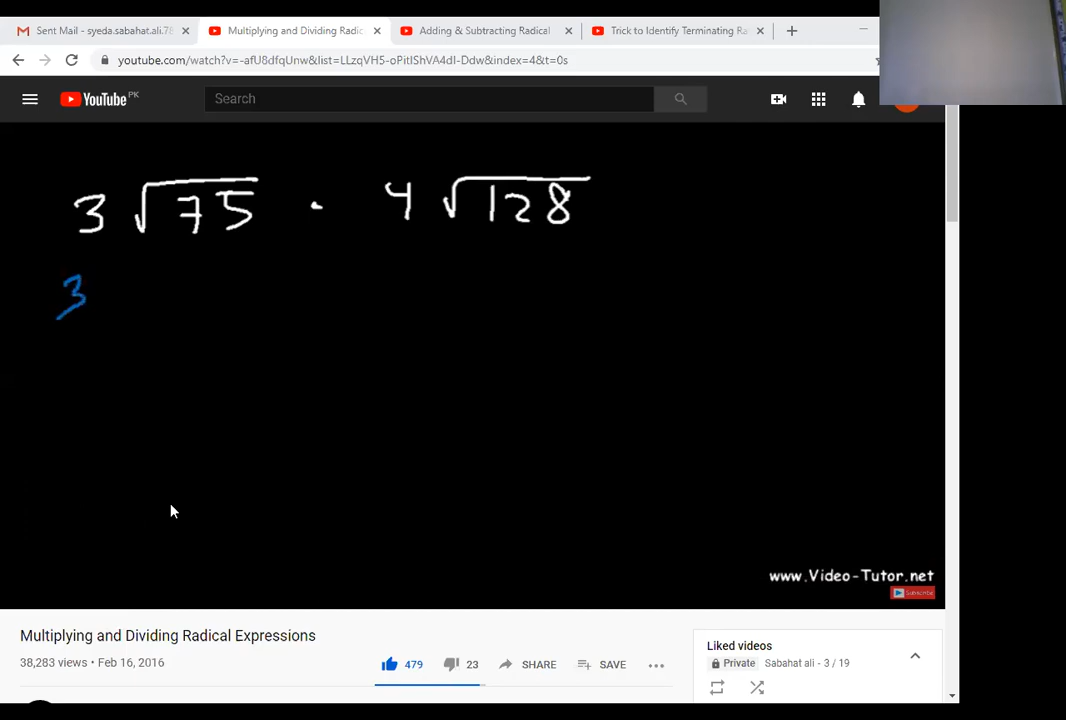 Sent Mail - syeda.sabahat.ali.78 Multiplying and Dividing Radic Adding & Subtracting Radical Trick to Identify Terminating Ra
youtube.com/watch?v=-afU8dfqUnw&list=LLzqVH5-oPitIShVA4dI-Ddw&index=4&t=0s
YouTube PK Search
3 √75 · 4 √128
3
www.Video-Tutor.net
Subscribe
Multiplying and Dividing Radical Expressions
38,283 views • Feb 16, 2016
479 23 SHARE SAVE
Liked videos
Private Sabahat ali - 3 / 19